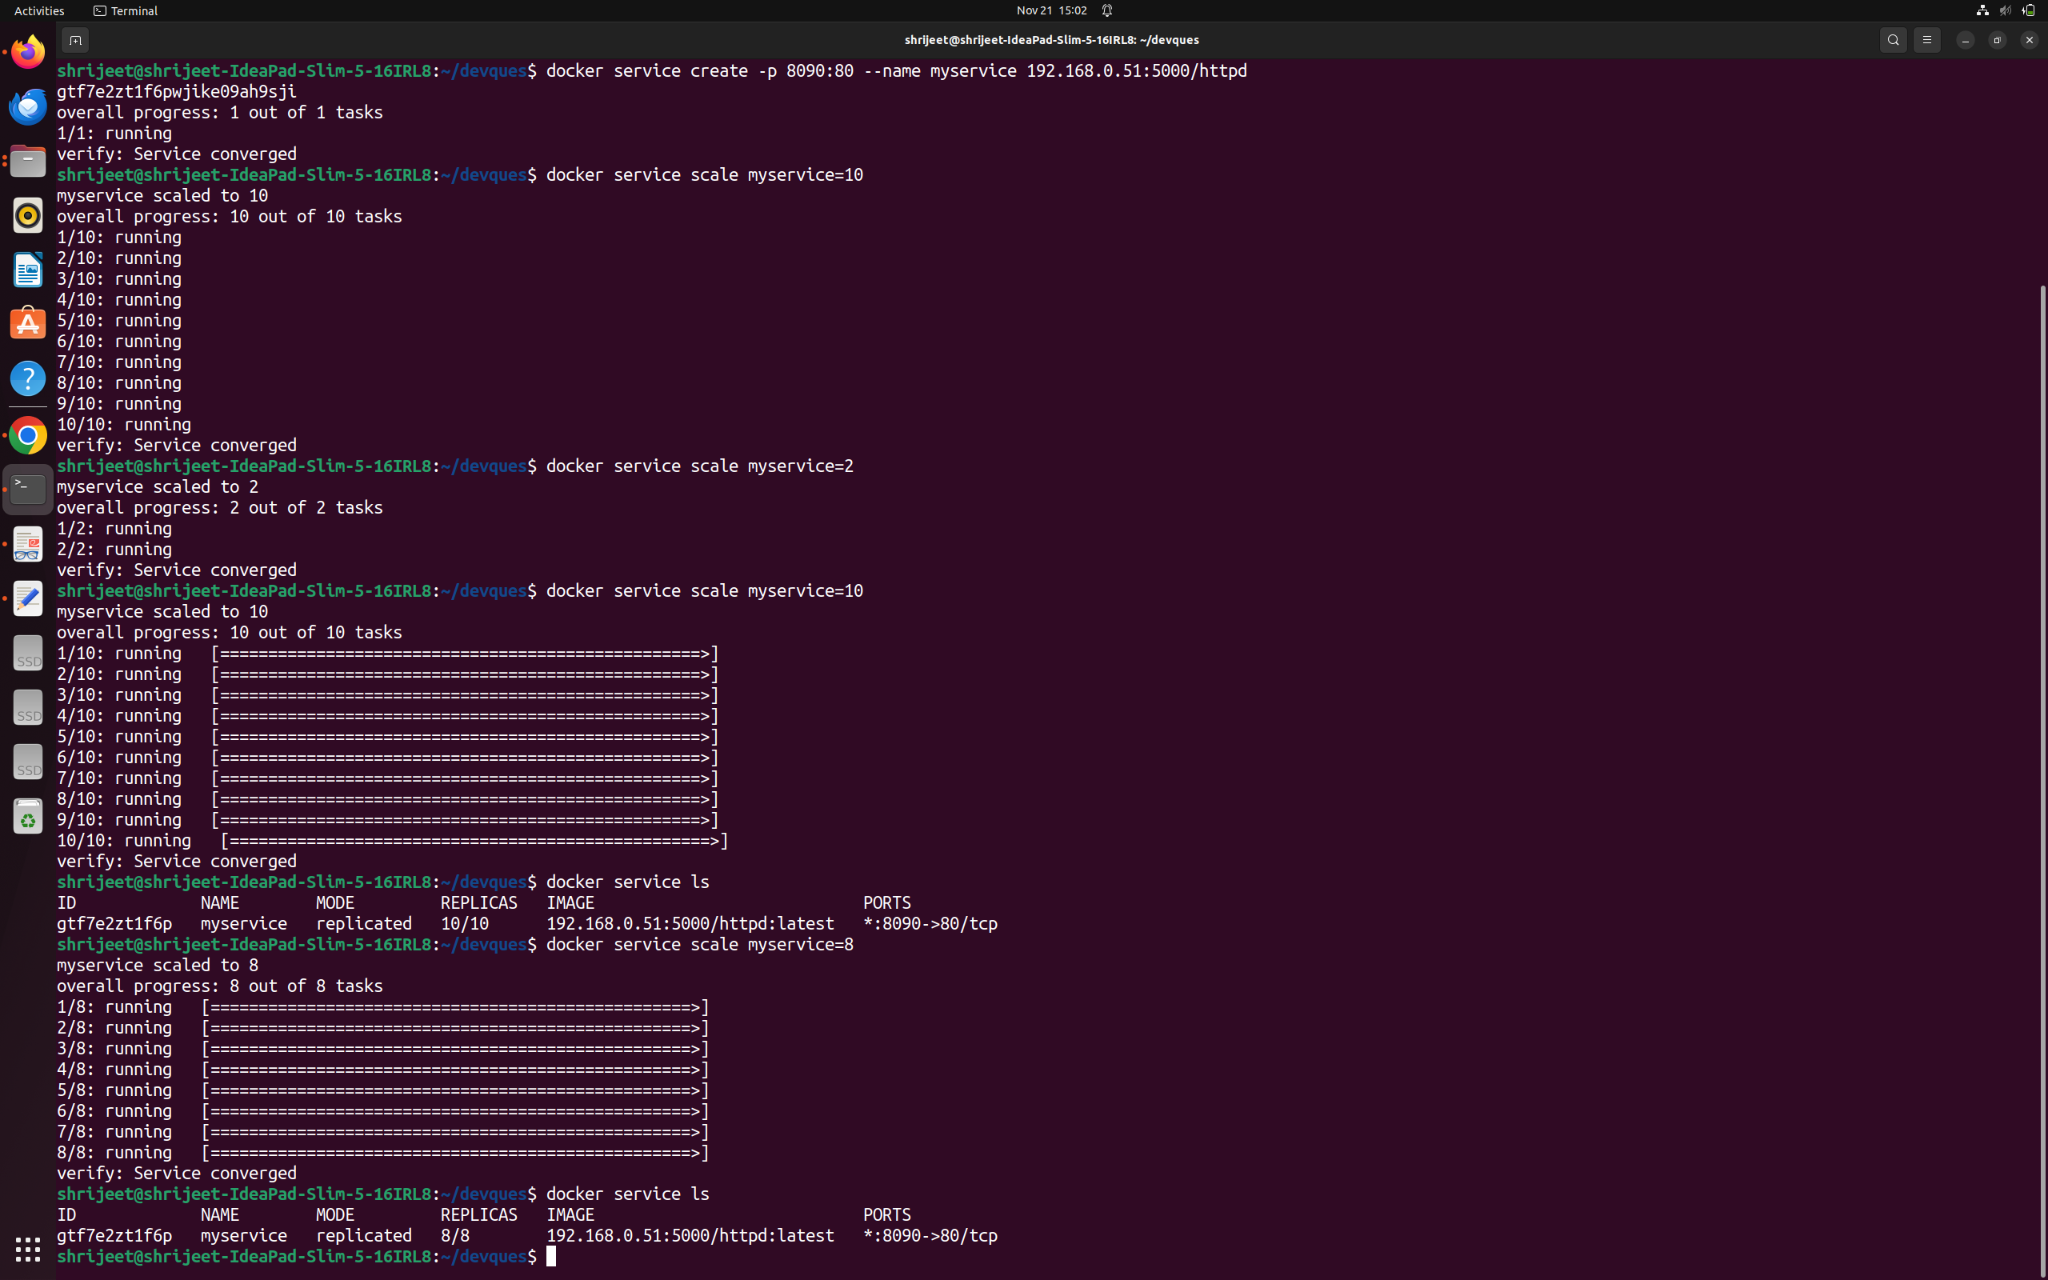 Activities
Terminal
Nov 21 15:02
shrijeet@shrijeet-IdeaPad-Slim-5-16IRL8: ~/devques
shrijeet@shrijeet-IdeaPad-Slim-5-16IRL8:~/devques$ docker service create -p 8090:80 --name myservice 192.168.0.51:5000/httpd
gtf7e2zt1f6pwjike09ah9sji
overall progress: 1 out of 1 tasks
1/1: running
verify: Service converged
shrijeet@shrijeet-IdeaPad-Slim-5-16IRL8:~/devques$ docker service scale myservice=10
myservice scaled to 10
overall progress: 10 out of 10 tasks
1/10: running
2/10: running
3/10: running
4/10: running
5/10: running
6/10: running
7/10: running
8/10: running
9/10: running
10/10: running
verify: Service converged
shrijeet@shrijeet-IdeaPad-Slim-5-16IRL8:~/devques$ docker service scale myservice=2
myservice scaled to 2
overall progress: 2 out of 2 tasks
1/2: running
2/2: running
verify: Service converged
shrijeet@shrijeet-IdeaPad-Slim-5-16IRL8:~/devques$ docker service scale myservice=10
myservice scaled to 10
overall progress: 10 out of 10 tasks
1/10: running   [==================================================>]
2/10: running   [==================================================>]
3/10: running   [==================================================>]
4/10: running   [==================================================>]
5/10: running   [==================================================>]
6/10: running   [==================================================>]
7/10: running   [==================================================>]
8/10: running   [==================================================>]
9/10: running   [==================================================>]
10/10: running   [==================================================>]
verify: Service converged
shrijeet@shrijeet-IdeaPad-Slim-5-16IRL8:~/devques$ docker service ls
ID             NAME        MODE         REPLICAS   IMAGE                            PORTS
gtf7e2zt1f6p   myservice   replicated   10/10      192.168.0.51:5000/httpd:latest   *:8090->80/tcp
shrijeet@shrijeet-IdeaPad-Slim-5-16IRL8:~/devques$ docker service scale myservice=8
myservice scaled to 8
overall progress: 8 out of 8 tasks
1/8: running   [==================================================>]
2/8: running   [==================================================>]
3/8: running   [==================================================>]
4/8: running   [==================================================>]
5/8: running   [==================================================>]
6/8: running   [==================================================>]
7/8: running   [==================================================>]
8/8: running   [==================================================>]
verify: Service converged
shrijeet@shrijeet-IdeaPad-Slim-5-16IRL8:~/devques$ docker service ls
ID             NAME        MODE         REPLICAS   IMAGE                            PORTS
gtf7e2zt1f6p   myservice   replicated   8/8        192.168.0.51:5000/httpd:latest   *:8090->80/tcp
shrijeet@shrijeet-IdeaPad-Slim-5-16IRL8:~/devques$
SSD
SSD
SSD